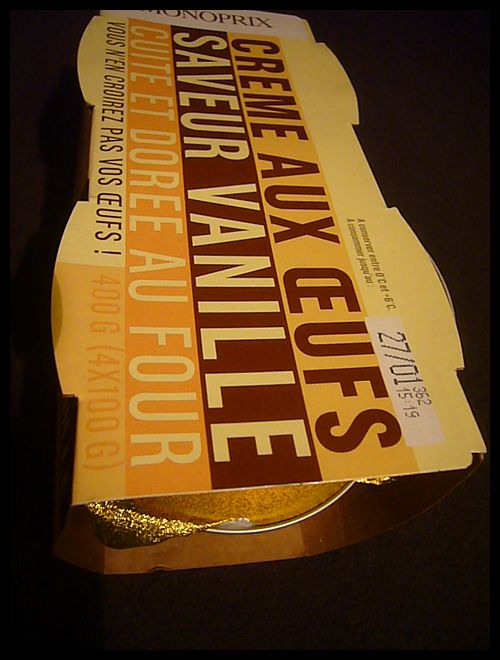 MONOPRIX
CREME AUX ŒUFS
SAVEUR VANILLE
CUITE ET DOREE AU FOUR
VOUS N'EN CROIREZ PAS VOS ŒUFS !
400 G (4X100 G)
A conserver entre 0°C et +6°C.
A consommer jusqu'au :
27/01
362
15:19